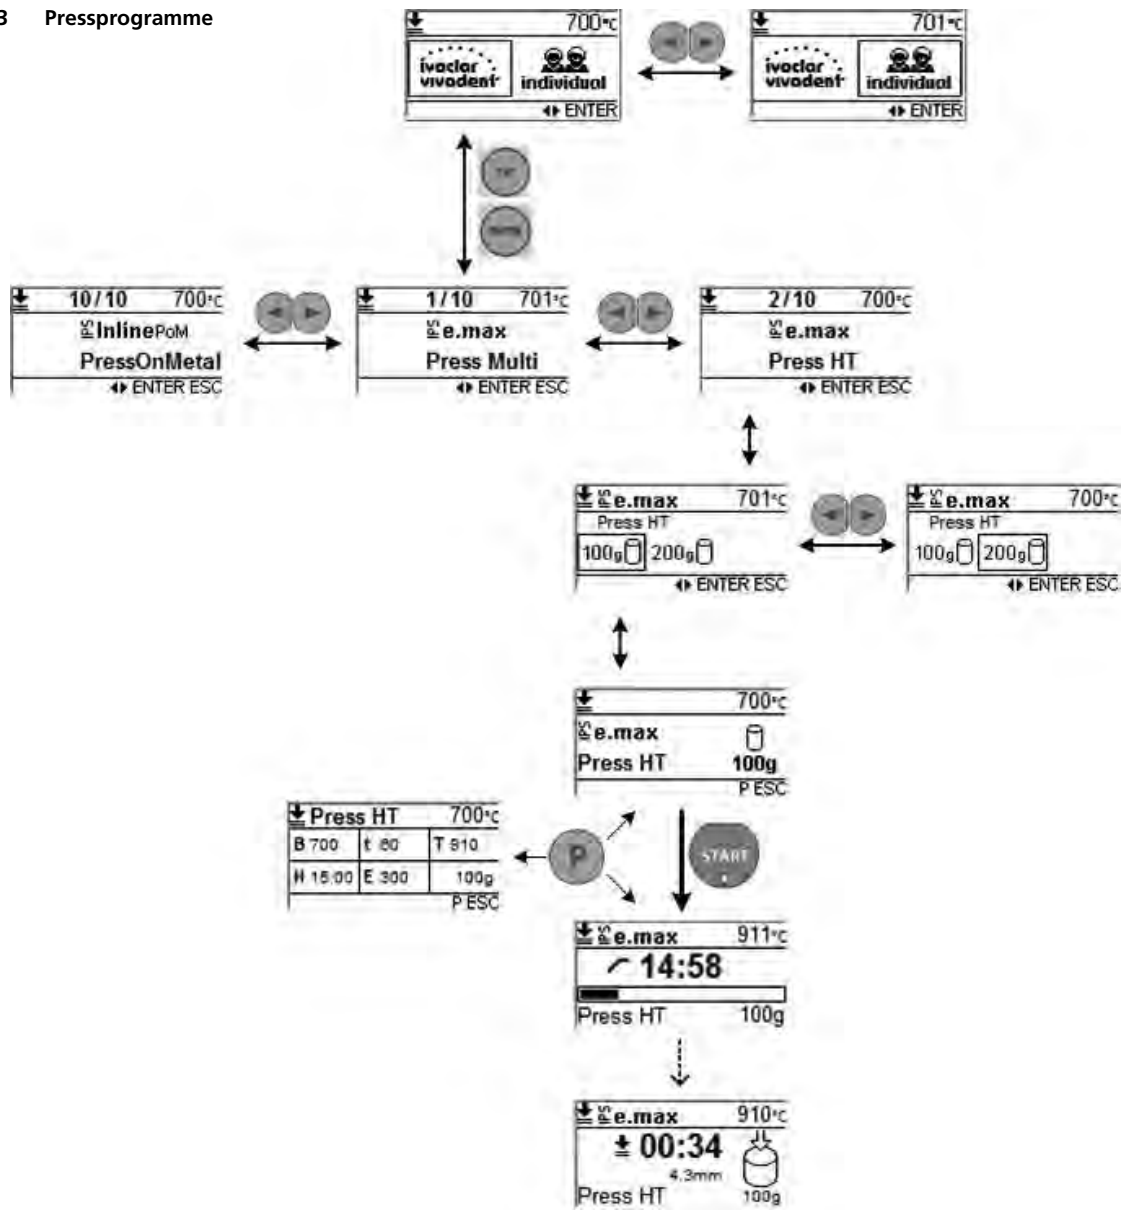 3 Pressprogramme
700°C
ivoclar
vivadent
individual
ENTER
701°C
ivoclar
vivadent
individual
ENTER
10/10 700°C
IPS InlinePoM
PressOnMetal
ENTER ESC
1/10 701°C
IPS e.max
Press Multi
ENTER ESC
2/10 700°C
IPS e.max
Press HT
ENTER ESC
IPS e.max 701°C
Press HT
100g 200g
ENTER ESC
IPS e.max 700°C
Press HT
100g 200g
ENTER ESC
700°C
IPS e.max
Press HT 100g
P ESC
Press HT 700°C
B 700 t 60 T 910
H 15:00 E 300 100g
P ESC
P
START
IPS e.max 911°C
14:58
Press HT 100g
IPS e.max 910°C
00:34
4.3mm
Press HT 100g